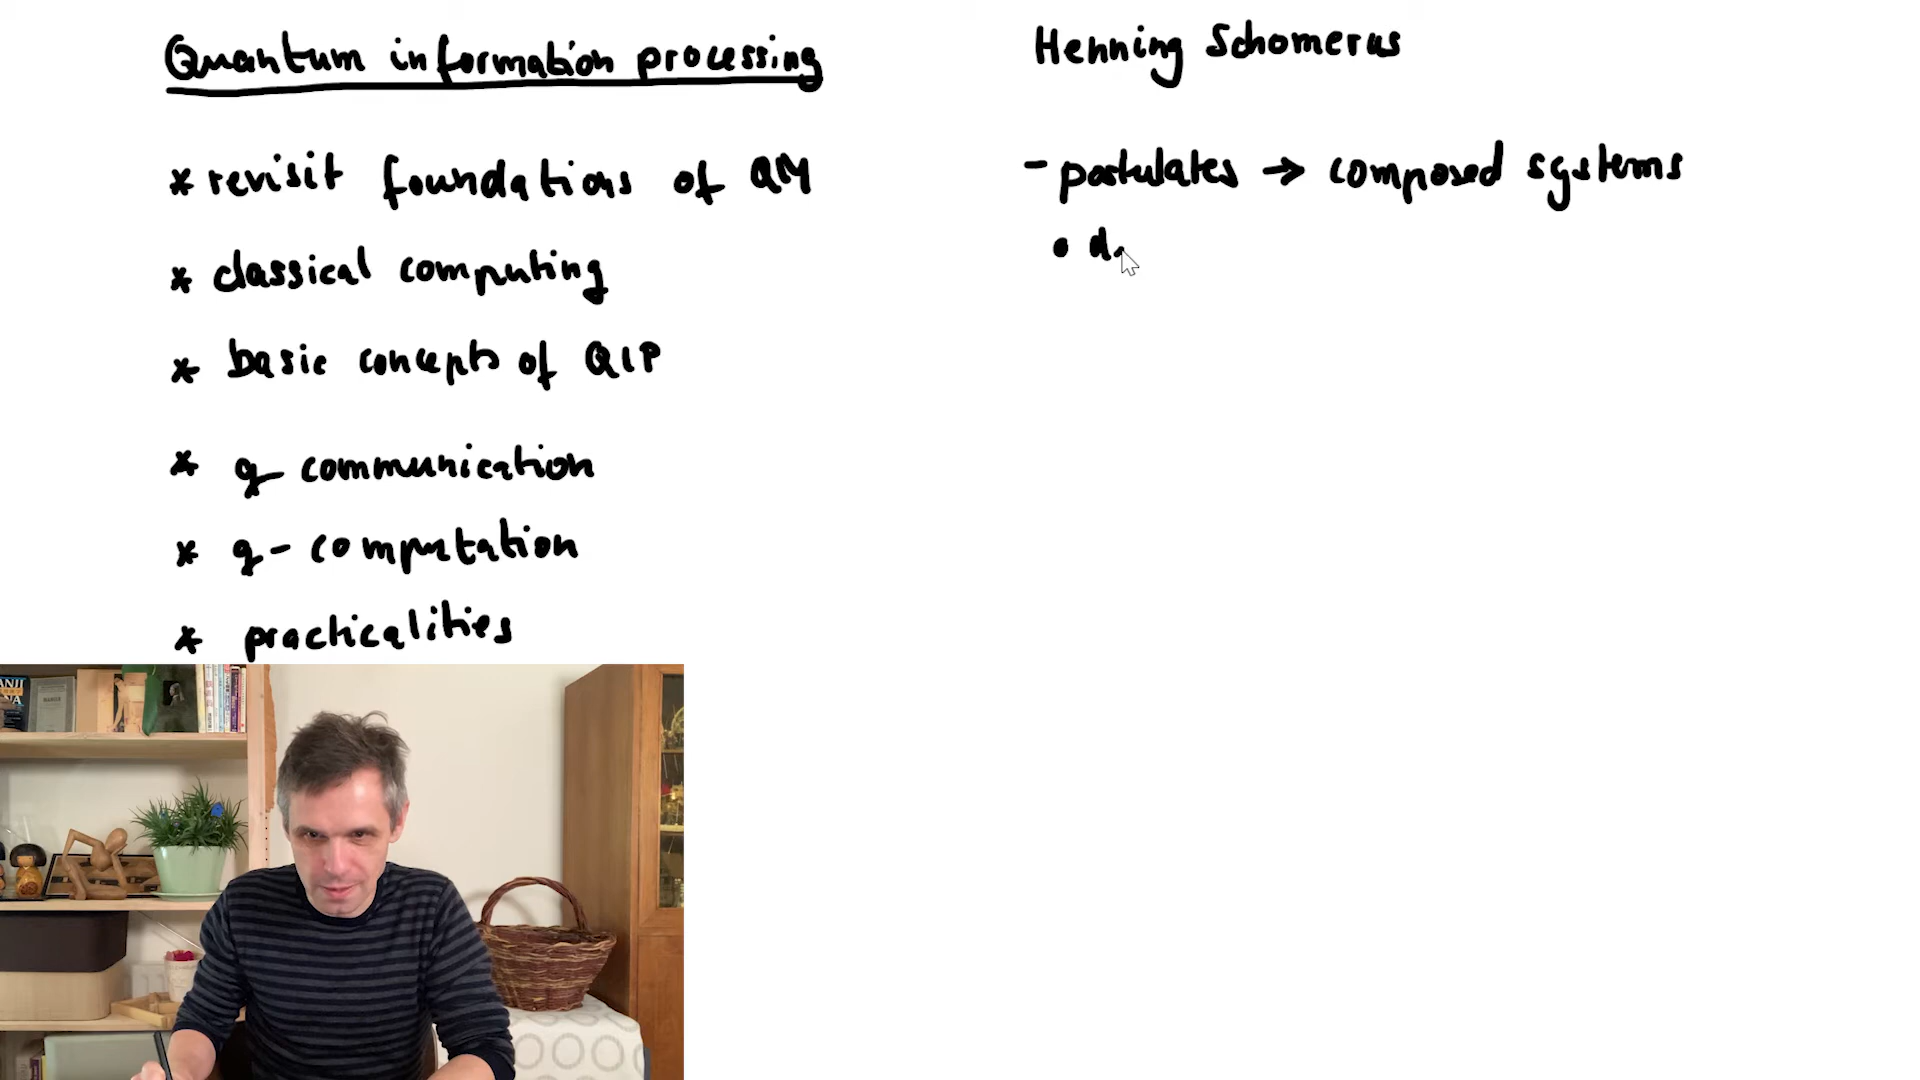 Quantum information processing
* revisit foundations of QM
* classical computing
* basic concepts of QIP
* q communication
* q- computation
* practicalities
Henning Schomerus
- postulates → composed systems
• de